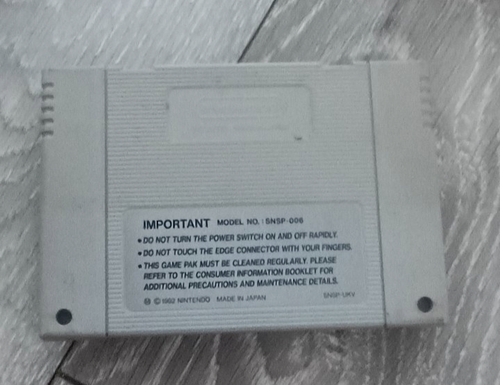 IMPORTANT MODEL NO. : SNSP-006
• DO NOT TURN THE POWER SWITCH ON AND OFF RAPIDLY.
• DO NOT TOUCH THE EDGE CONNECTOR WITH YOUR FINGERS.
• THIS GAME PAK MUST BE CLEANED REGULARLY. PLEASE
REFER TO THE CONSUMER INFORMATION BOOKLET FOR
ADDITIONAL PRECAUTIONS AND MAINTENANCE DETAILS.
© 1992 NINTENDO MADE IN JAPAN SNSP-UKV